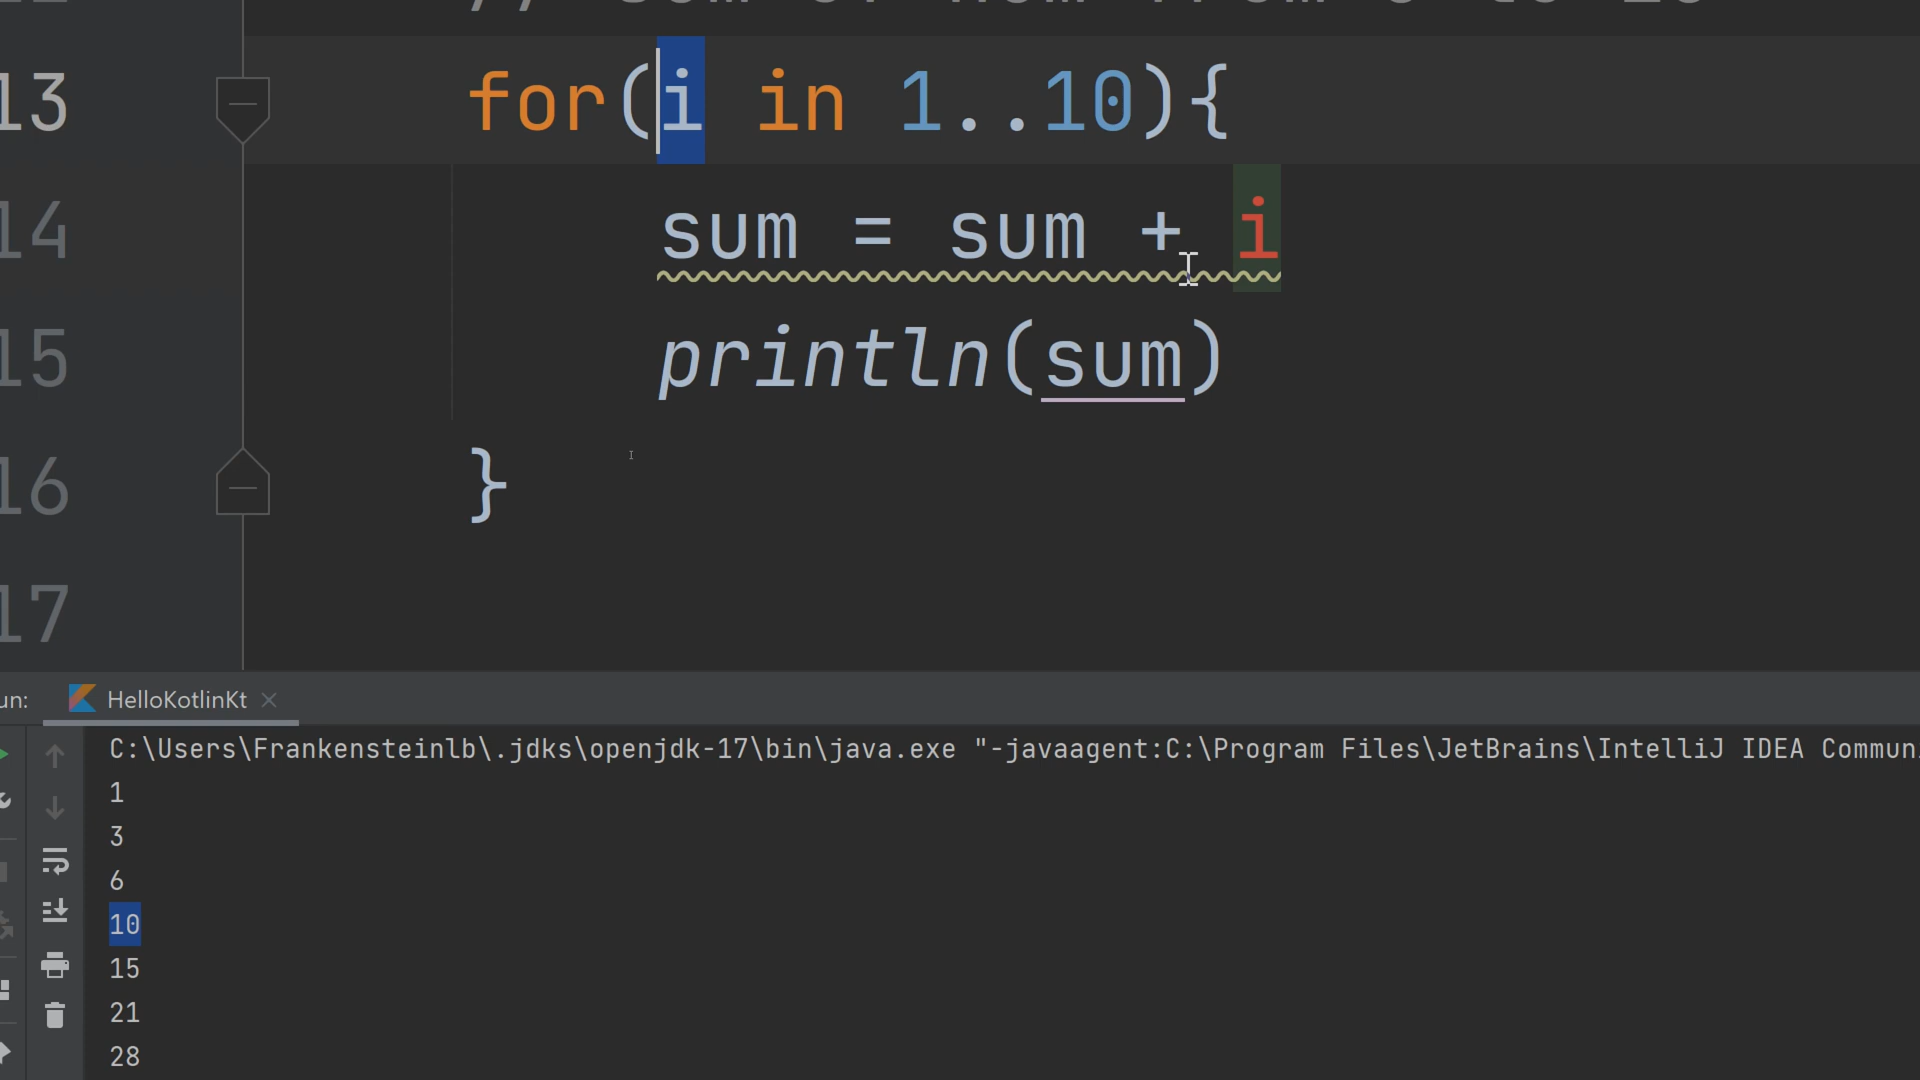 13 for(i in 1..10){
14 sum = sum + i
15 println(sum)
16 }
17
un: HelloKotlinKt
C:\Users\Frankensteinlb\.jdks\openjdk-17\bin\java.exe "-javaagent:C:\Program Files\JetBrains\IntelliJ IDEA Commun
1
3
6
10
15
21
28